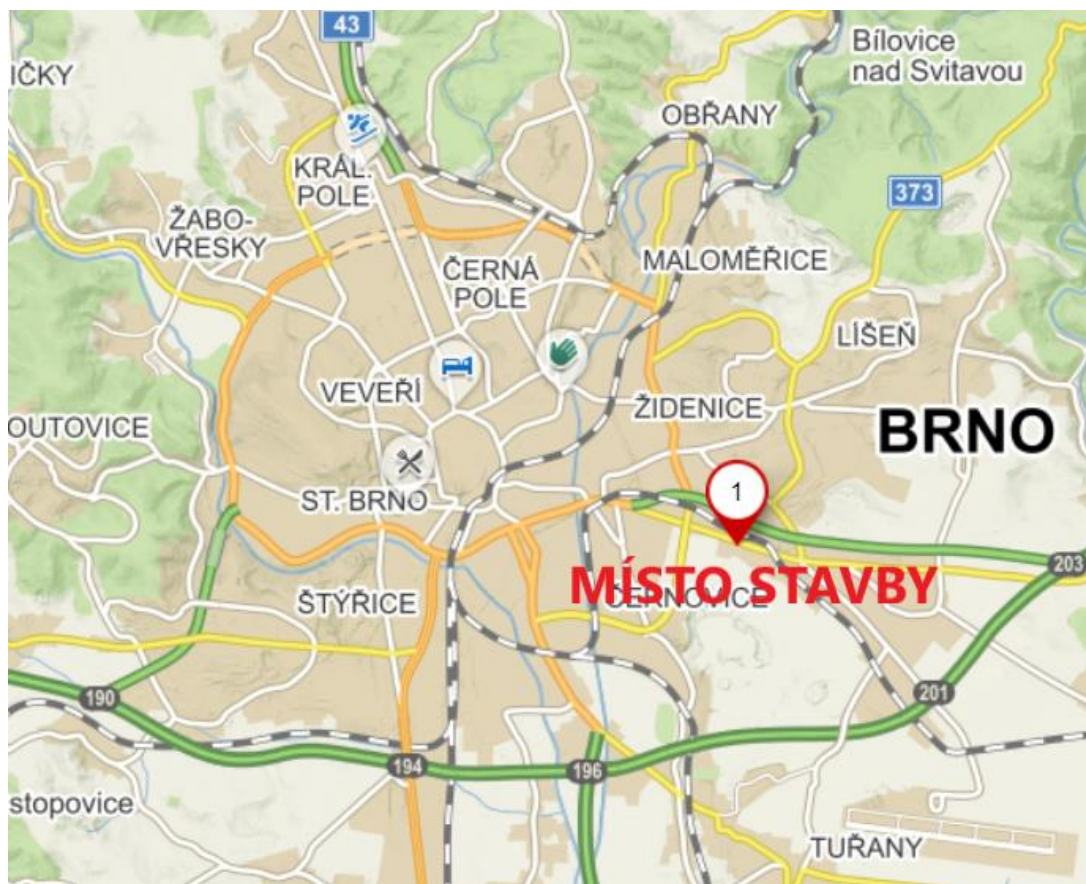 43
Bílovice
nad Svitavou
IČKY
OBŘANY
KRÁL.
POLE
373
ŽABO-
VŘESKY
ČERNÁ
POLE
MALOMĚŘICE
LÍŠEŇ
VEVEŘÍ
ŽIDENICE
OUTOVICE
BRNO
ST. BRNO
1
203
MÍSTO STAVBY
ŠTÝŘICE
ČERNOVICE
190
201
194
196
stopovice
TUŘANY